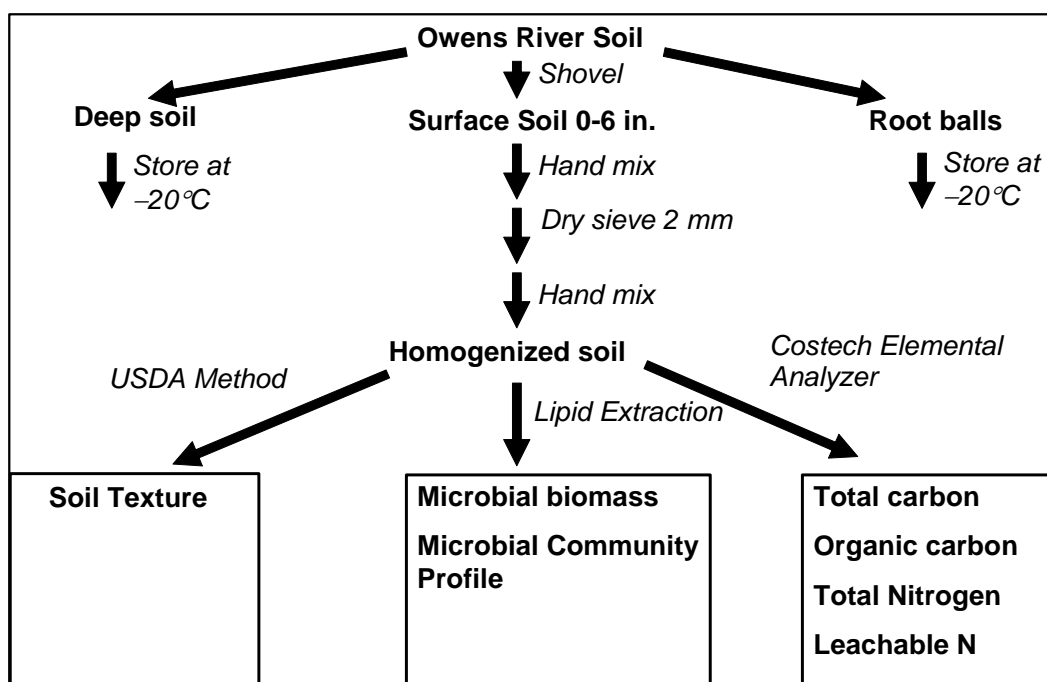 Owens River Soil
Shovel
Deep soil
Surface Soil 0-6 in.
Root balls
Store at
−20°C
Hand mix
Store at
−20°C
Dry sieve 2 mm
Hand mix
Homogenized soil
USDA Method
Lipid Extraction
Costech Elemental
Analyzer
Soil Texture
Microbial biomass
Microbial Community
Profile
Total carbon
Organic carbon
Total Nitrogen
Leachable N